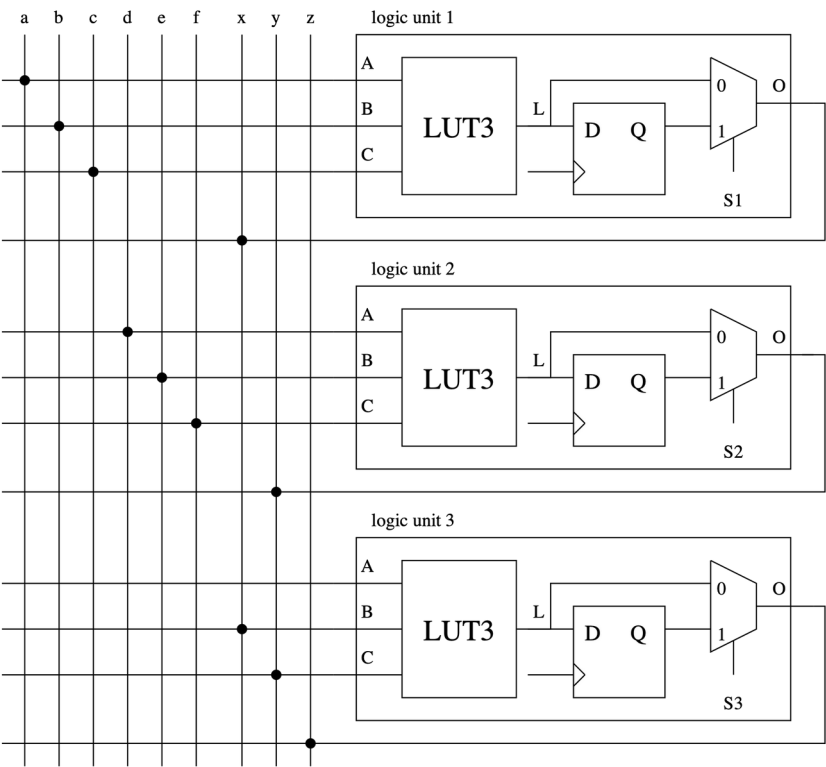 a b c d e f x y z logic unit 1
A
0 O
B L
LUT3 D Q 1
C
S1
logic unit 2
A
0 O
B L
LUT3 D Q 1
C
S2
logic unit 3
A
0 O
B L
LUT3 D Q 1
C
S3